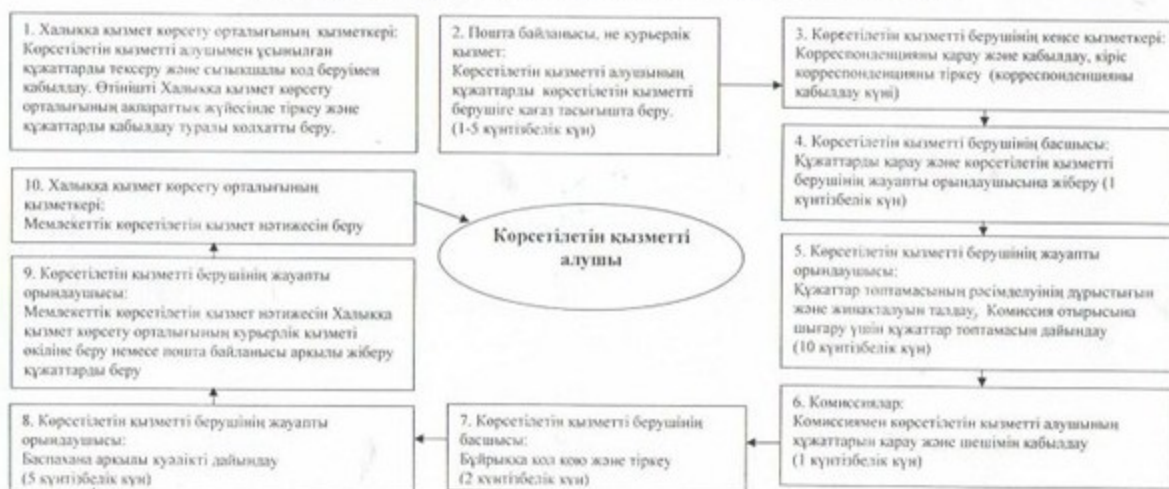 1. Халыққа қызмет көрсету орталығының қызметкері:
Көрсетілетін қызметті алушымен ұсынылған
құжаттарды тексеру және сызықшалы код беруімен
қабылдау. Өтінішті Халыққа қызмет көрсету
орталығының ақпараттық жүйесінде тіркеу және
құжаттарды қабылдау туралы қолхатты беру.
2. Пошта байланысы, не курьерлік
қызмет:
Көрсетілетін қызметті алушының
құжаттарды көрсетілетін қызметті
берушіге қағаз тасығышта беру.
(1-5 күнтізбелік күн)
3. Көрсетілетін қызметті берушінің кеңсе қызметкері:
Корреспонденцияны қарау және қабылдау, кіріс
корреспонденцияны тіркеу (корреспонденцияны
қабылдау күні)
4. Көрсетілетін қызметті берушінің басшысы:
Құжаттарды қарау және көрсетілетін қызметті
берушінің жауапты орындаушысына жіберу (1
күнтізбелік күн)
5. Көрсетілетін қызметті берушінің жауапты
орындаушысы:
Құжаттар топтамасының рәсімделуінің дұрыстығын
және жинақталуын талдау, Комиссия отырысына
шығару үшін құжаттар топтамасын дайындау
(10 күнтізбелік күн)
6. Комиссиялар:
Комиссиямен көрсетілетін қызметті алушының
құжаттарын қарау және шешімін қабылдау
(1 күнтізбелік күн)
7. Көрсетілетін қызметті берушінің
басшысы:
Бұйрыққа қол қою және тіркеу
(2 күнтізбелік күн)
8. Көрсетілетін қызметті берушінің жауапты
орындаушысы:
Баспахана арқылы куәлікті дайындау
(5 күнтізбелік күн)
9. Көрсетілетін қызметті берушінің жауапты
орындаушысы:
Мемлекеттік көрсетілетін қызмет нәтижесін Халыққа
қызмет көрсету орталығының курьерлік қызметі
өкіліне беру немесе пошта байланысы арқылы жіберу
құжаттарды беру
10. Халыққа қызмет көрсету орталығының
қызметкері:
Мемлекеттік көрсетілетін қызмет нәтижесін беру
Көрсетілетін қызметті
алушы